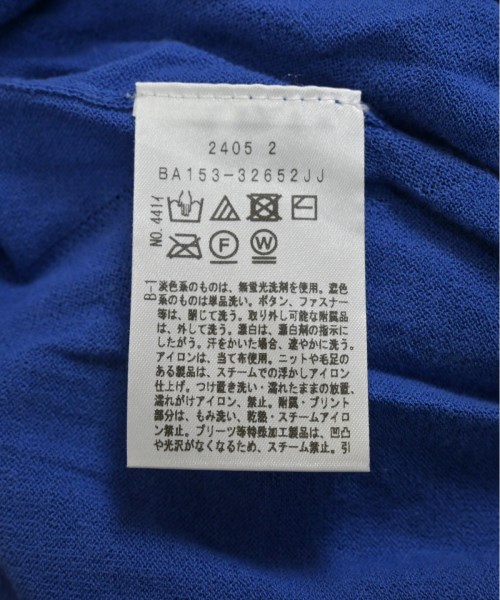 2405 2
BA153-32652JJ
NO.441イ
F
W
B-1
淡色系のものは、無蛍光洗剤を使用。濃色
系のものは単品洗い。ボタン、ファスナー
等は、閉じて洗う。取り外し可能な附属品
は、外して洗う。漂白は、漂白剤の指示に
したがう。汗をかいた場合、速やかに洗う。
アイロンは、当て布使用。ニットや毛足の
ある製品は、スチームでの浮かしアイロン
仕上げ。つけ置き洗い・濡れたままの放置、
濡れがけアイロン、禁止。附属・プリント
部分は、もみ洗い、乾燥・スチームアイロ
ン禁止。プリーツ等特殊加工製品は、凹凸
や光沢がなくなるため、スチーム禁止。引